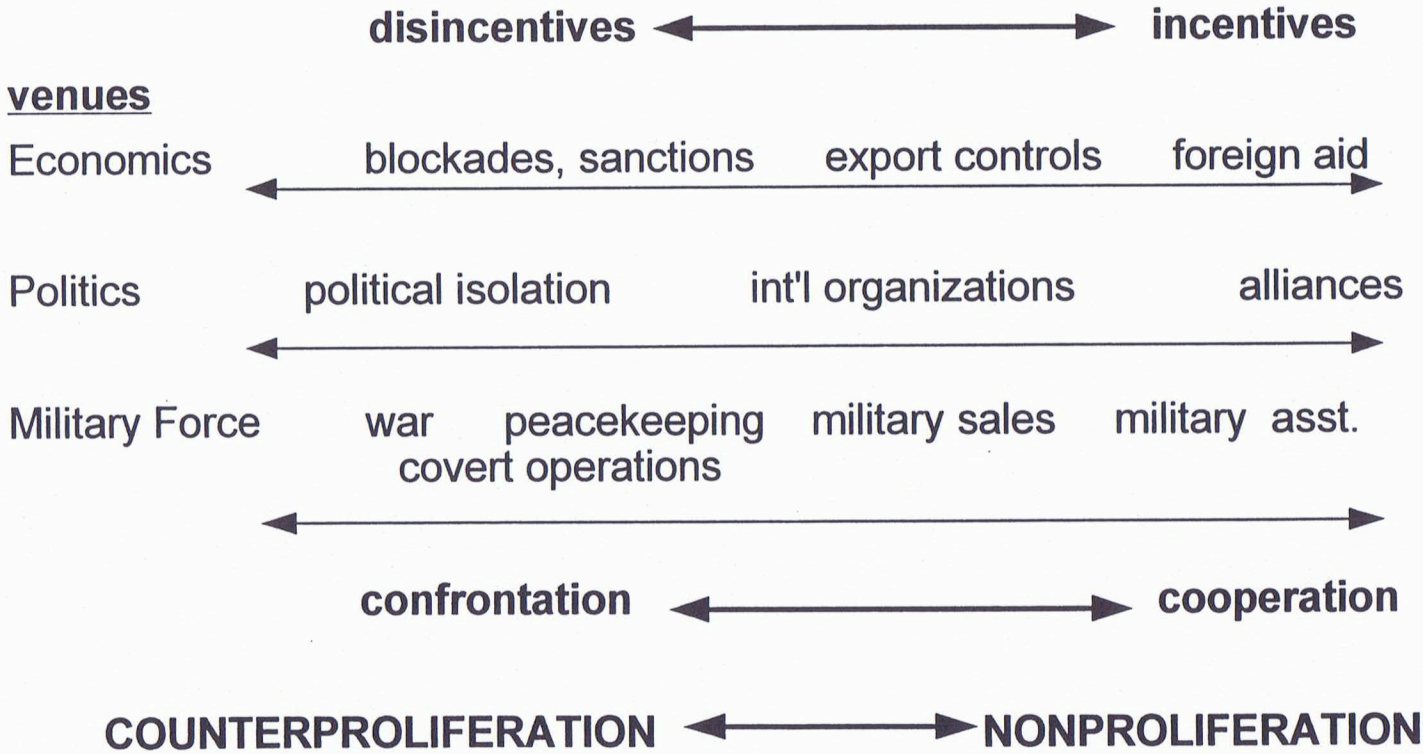 disincentives incentives
venues
Economics blockades, sanctions export controls foreign aid
Politics political isolation int'l organizations alliances
Military Force war peacekeeping military sales military asst.
covert operations
confrontation cooperation
COUNTERPROLIFERATION NONPROLIFERATION